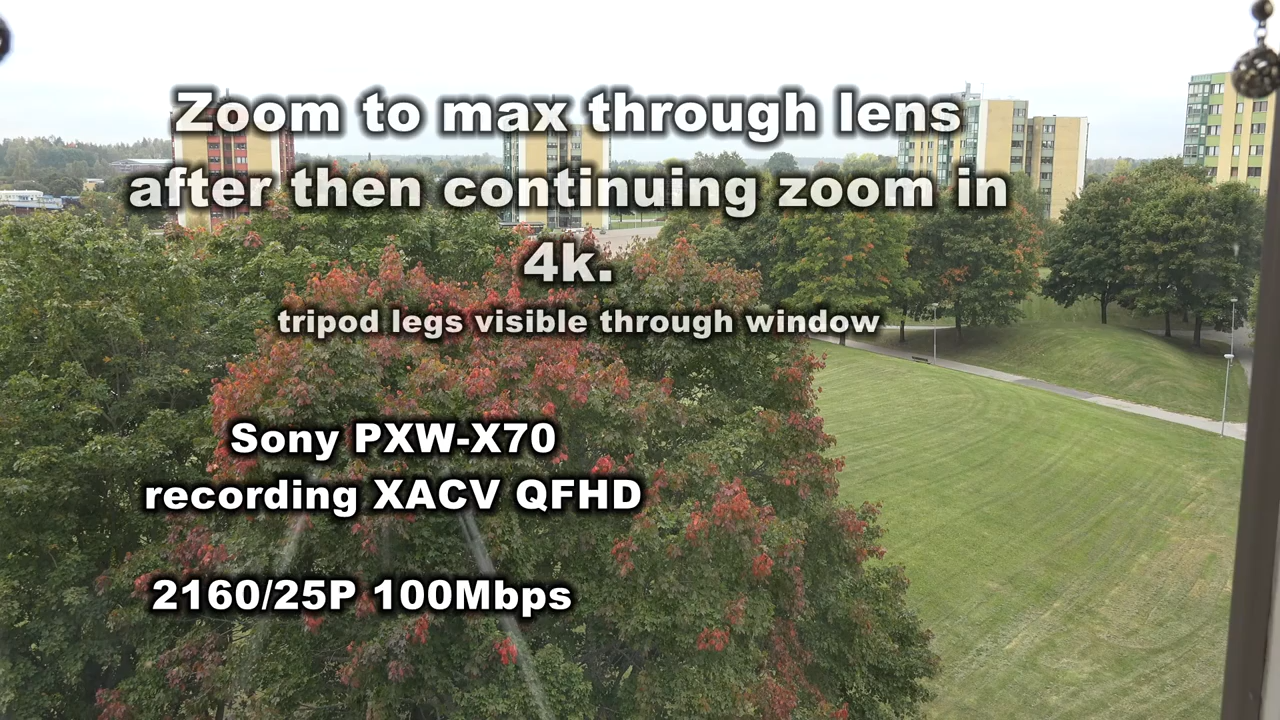 Zoom to max through lens
after then continuing zoom in
4k.
tripod legs visible through window
Sony PXW-X70
recording XACV QFHD
2160/25P 100Mbps